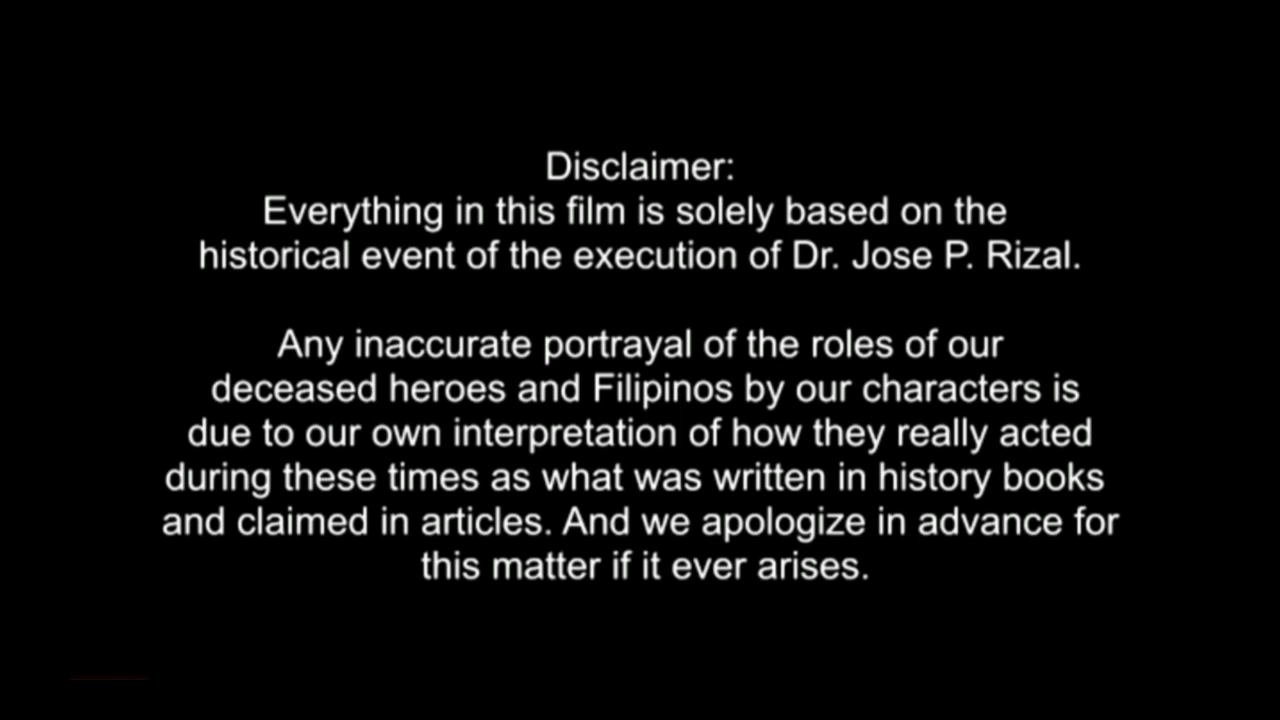 Disclaimer:
Everything in this film is solely based on the
historical event of the execution of Dr. Jose P. Rizal.
Any inaccurate portrayal of the roles of our
deceased heroes and Filipinos by our characters is
due to our own interpretation of how they really acted
during these times as what was written in history books
and claimed in articles. And we apologize in advance for
this matter if it ever arises.